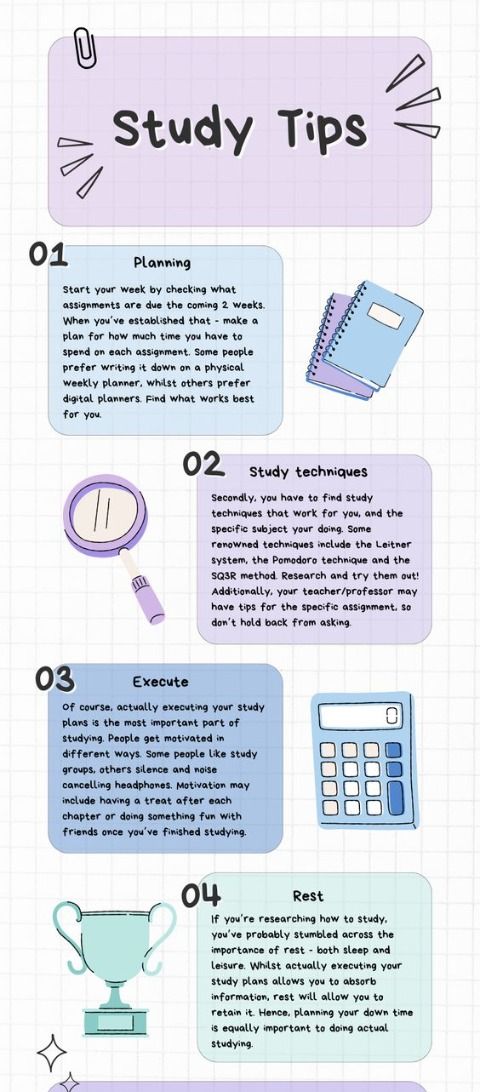 Study Tips
01
Planning
Start your week by checking what
assignments are due the coming 2 weeks.
When you've established that - make a
plan for how much time you have to
spend on each assignment. Some people
prefer writing it down on a physical
weekly planner, whilst others prefer
digital planners. Find what works best
for you.
02
Study techniques
Secondly, you have to find study
techniques that work for you, and the
specific subject your doing. Some
renowned techniques include the Leitner
system, the Pomodoro technique and the
SQ3R method. Research and try them out!
Additionally, your teacher/professor may
have tips for the specific assignment, so
don't hold back from asking.
03
Execute
Of course, actually executing your study
plans is the most important part of
studying. People get motivated in
different ways. Some people like study
groups, others silence and noise
cancelling headphones. Motivation may
include having a treat after each
chapter or doing something fun with
friends once you've finished studying.
0
04
Rest
If you're researching how to study,
you've probably stumbled across the
importance of rest - both sleep and
leisure. Whilst actually executing your
study plans allows you to absorb
information, rest will allow you to
retain it. Hence, planning your down time
is equally important to doing actual
studying.